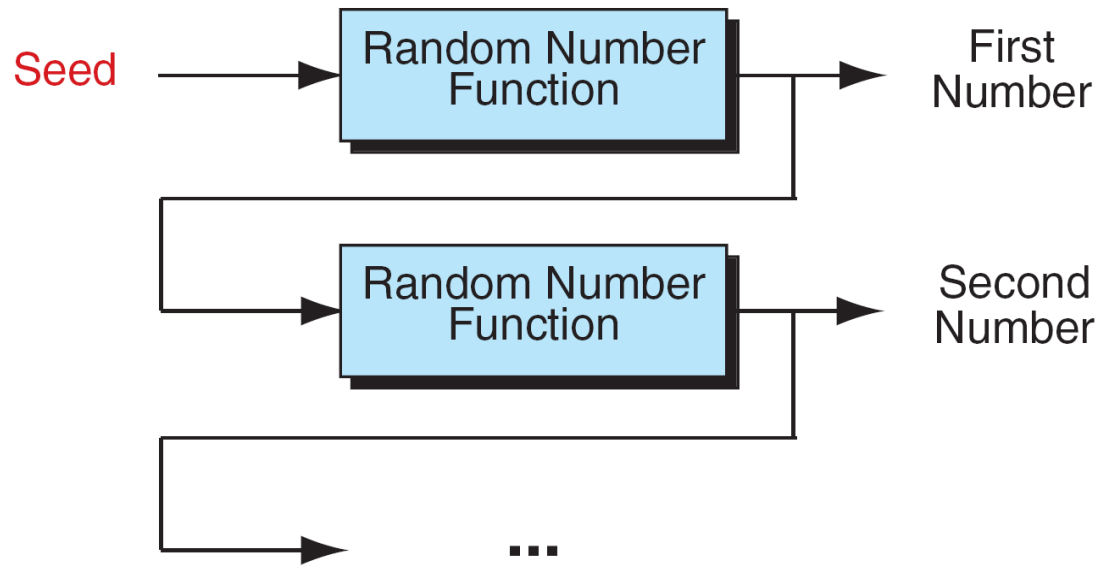 Seed
Random Number
Function
First
Number
Random Number
Function
Second
Number
...